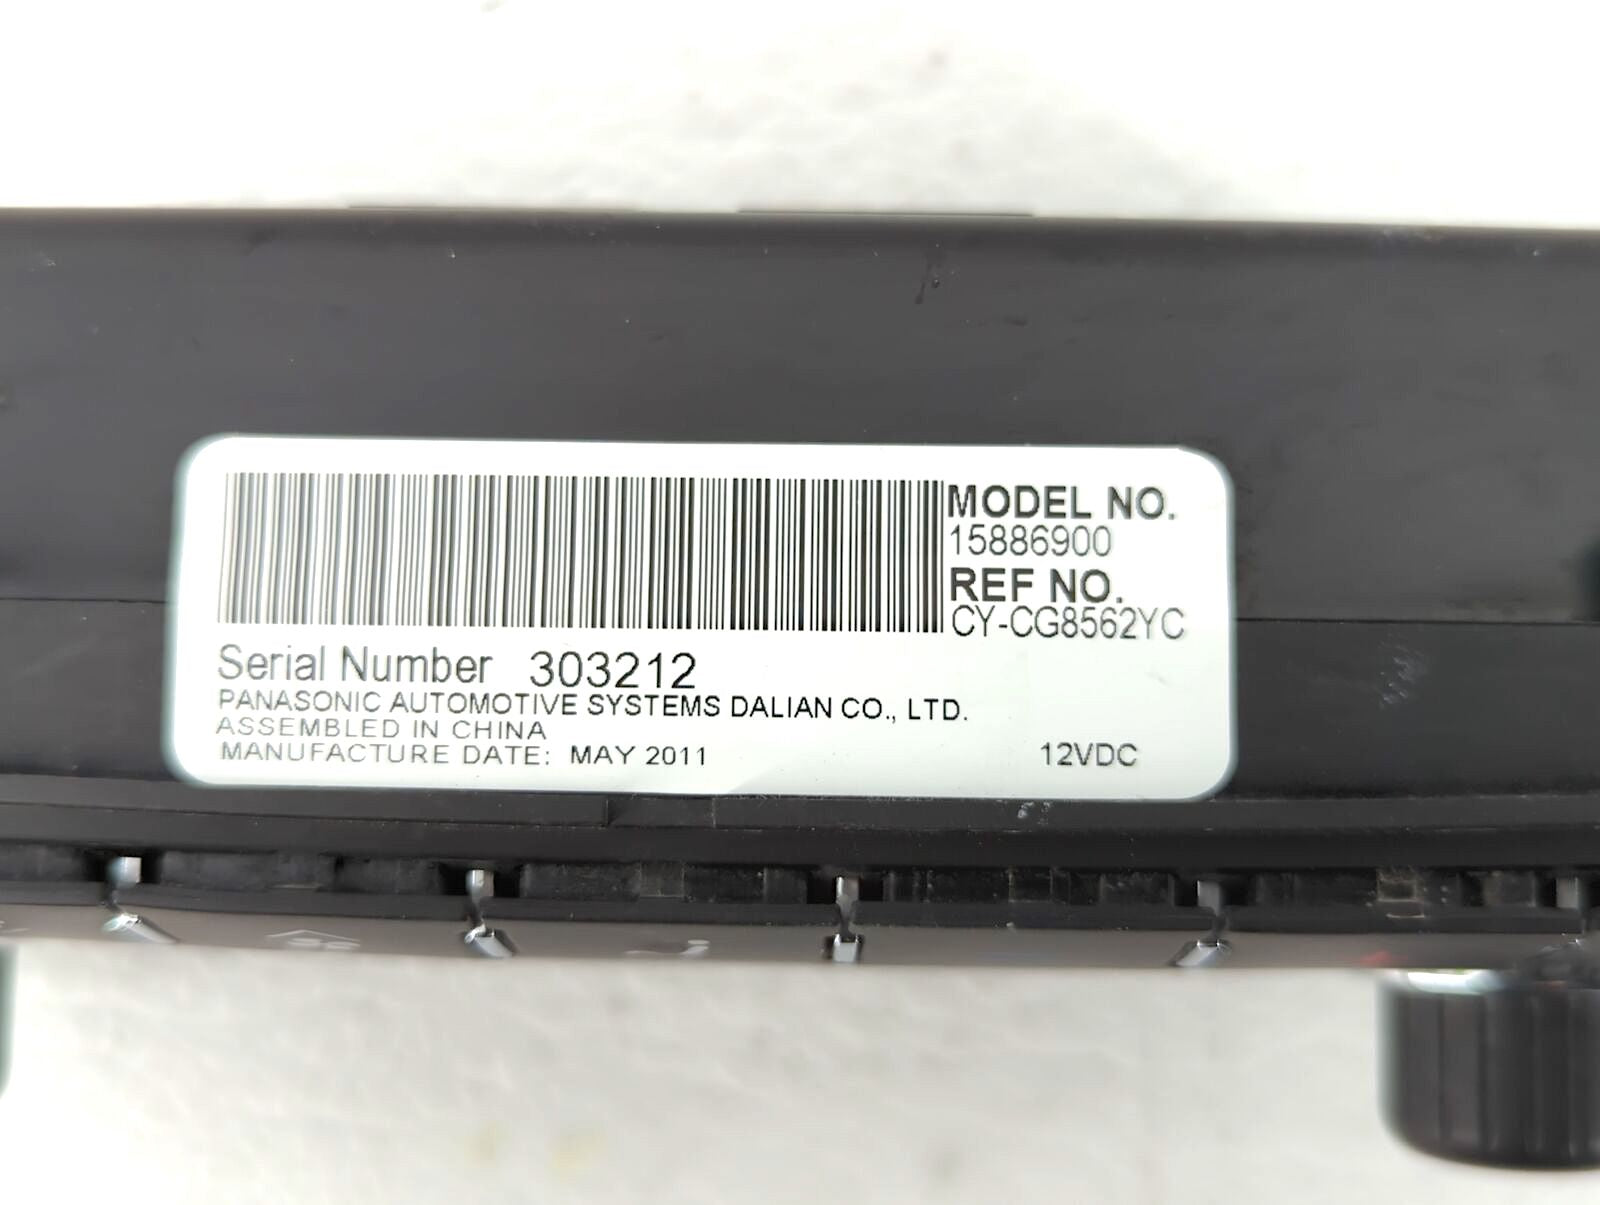 MODEL NO.
15886900
REF NO.
CY-CG8562YC
Serial Number 303212
PANASONIC AUTOMOTIVE SYSTEMS DALIAN CO., LTD.
ASSEMBLED IN CHINA
MANUFACTURE DATE: MAY 2011 12VDC